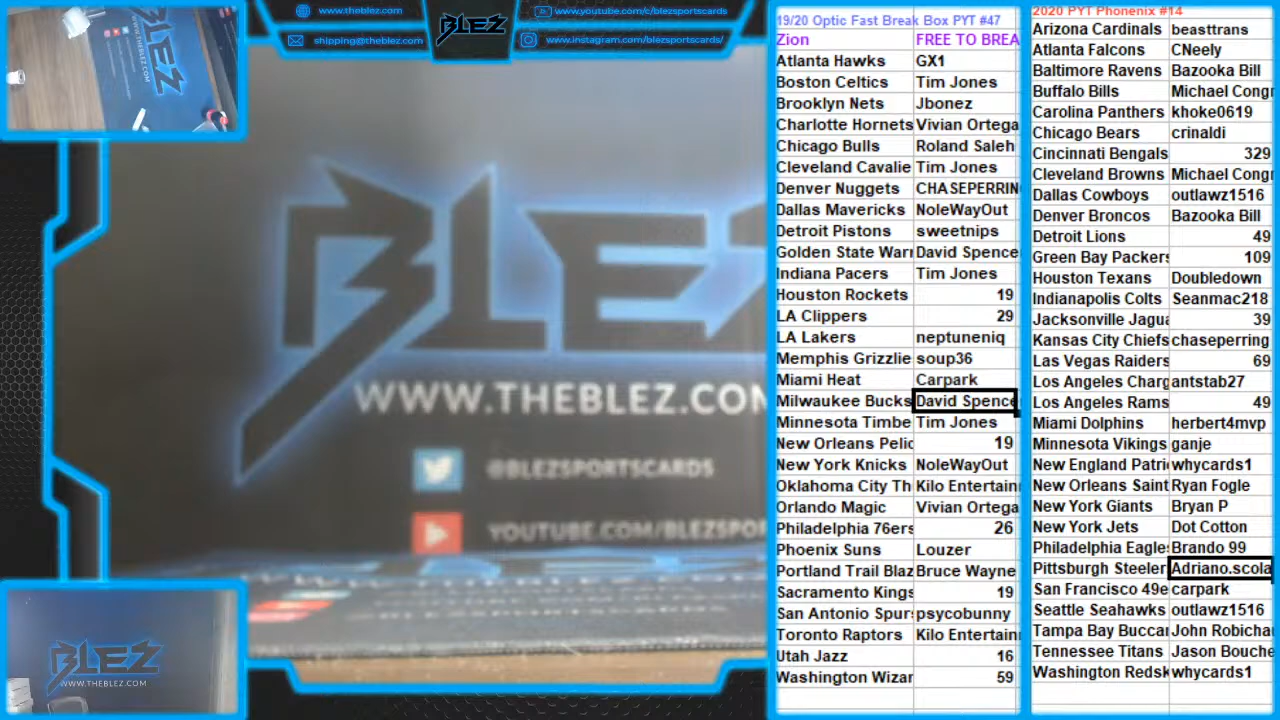 www.theblez.com
shipping@theblez.com
BLEZ
www.youtube.com/c/blezsportscards
www.instagram.com/blezsportscards/
BLEZ
WWW.THEBLEZ.COM
BLEZ
WWW.THEBLEZ.COM
@BLEZSPORTSCARDS
YOUTUBE.COM/BLEZSPOR
BLEZ
WWW.THEBLEZ.COM
19/20 Optic Fast Break Box PYT #47
Zion FREE TO BREA
Atlanta Hawks GX1
Boston Celtics Tim Jones
Brooklyn Nets Jbonez
Charlotte Hornets Vivian Ortega
Chicago Bulls Roland Saleh
Cleveland Cavalie Tim Jones
Denver Nuggets CHASEPERRIN
Dallas Mavericks NoleWayOut
Detroit Pistons sweetnips
Golden State Warr David Spence
Indiana Pacers Tim Jones
Houston Rockets 19
LA Clippers 29
LA Lakers neptuneniq
Memphis Grizzlie soup36
Miami Heat Carpark
Milwaukee Bucks David Spence
Minnesota Timbe Tim Jones
New Orleans Pelic 19
New York Knicks NoleWayOut
Oklahoma City Th Kilo Entertain
Orlando Magic Vivian Ortega
Philadelphia 76ers 26
Phoenix Suns Louzer
Portland Trail Blaz Bruce Wayne
Sacramento Kings 19
San Antonio Spurs psycobunny
Toronto Raptors Kilo Entertain
Utah Jazz 16
Washington Wizar 59
2020 PYT Phonenix #14
Arizona Cardinals beasttrans
Atlanta Falcons CNeely
Baltimore Ravens Bazooka Bill
Buffalo Bills Michael Congr
Carolina Panthers khoke0619
Chicago Bears crinaldi
Cincinnati Bengals 329
Cleveland Browns Michael Congr
Dallas Cowboys outlawz1516
Denver Broncos Bazooka Bill
Detroit Lions 49
Green Bay Packers 109
Houston Texans Doubledown
Indianapolis Colts Seanmac218
Jacksonville Jagua 39
Kansas City Chiefs chaseperring
Las Vegas Raiders 69
Los Angeles Charg antstab27
Los Angeles Rams 49
Miami Dolphins herbert4mvp
Minnesota Vikings ganje
New England Patri whycards1
New Orleans Saint Ryan Fogle
New York Giants Bryan P
New York Jets Dot Cotton
Philadelphia Eagle Brando 99
Pittsburgh Steeler Adriano.scola
San Francisco 49e carpark
Seattle Seahawks outlawz1516
Tampa Bay Buccar John Robicha
Tennessee Titans Jason Bouche
Washington Redsk whycards1